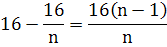 16 − 16/n = 16(n − 1)/n